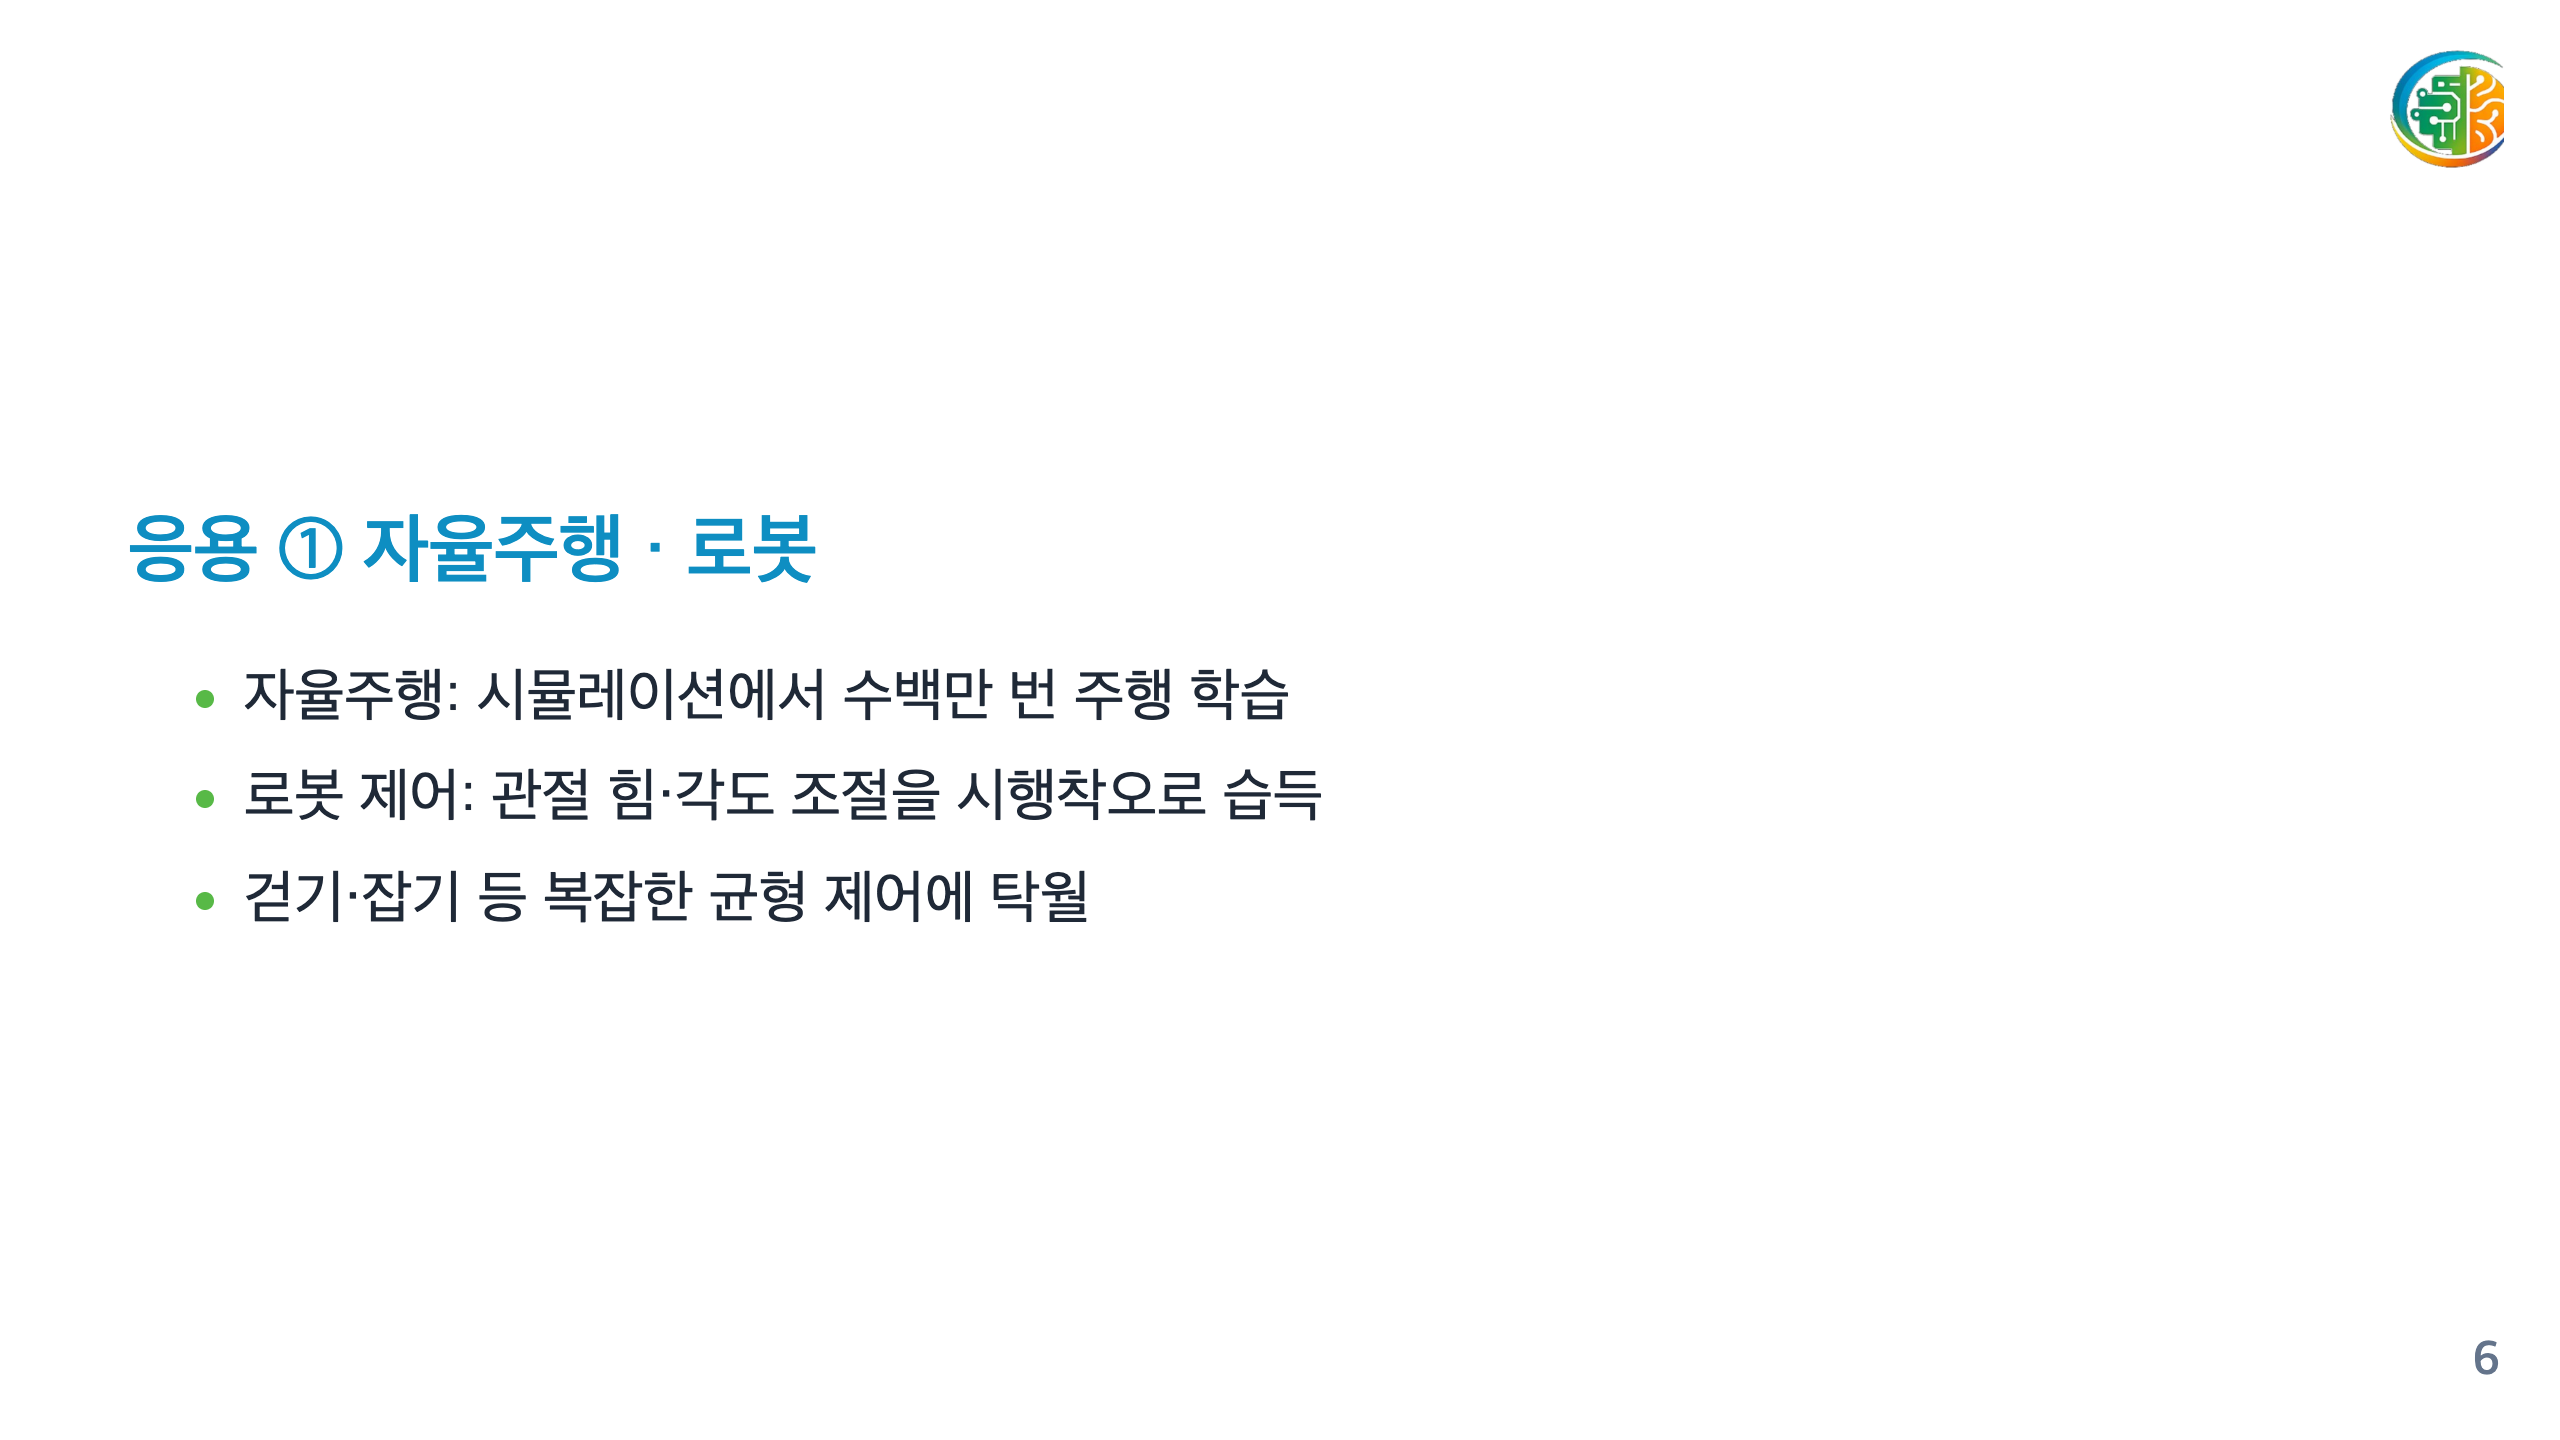 응용 ① 자율주행 · 로봇
• 자율주행: 시뮬레이션에서 수백만 번 주행 학습
• 로봇 제어: 관절 힘·각도 조절을 시행착오로 습득
• 걷기·잡기 등 복잡한 균형 제어에 탁월
6